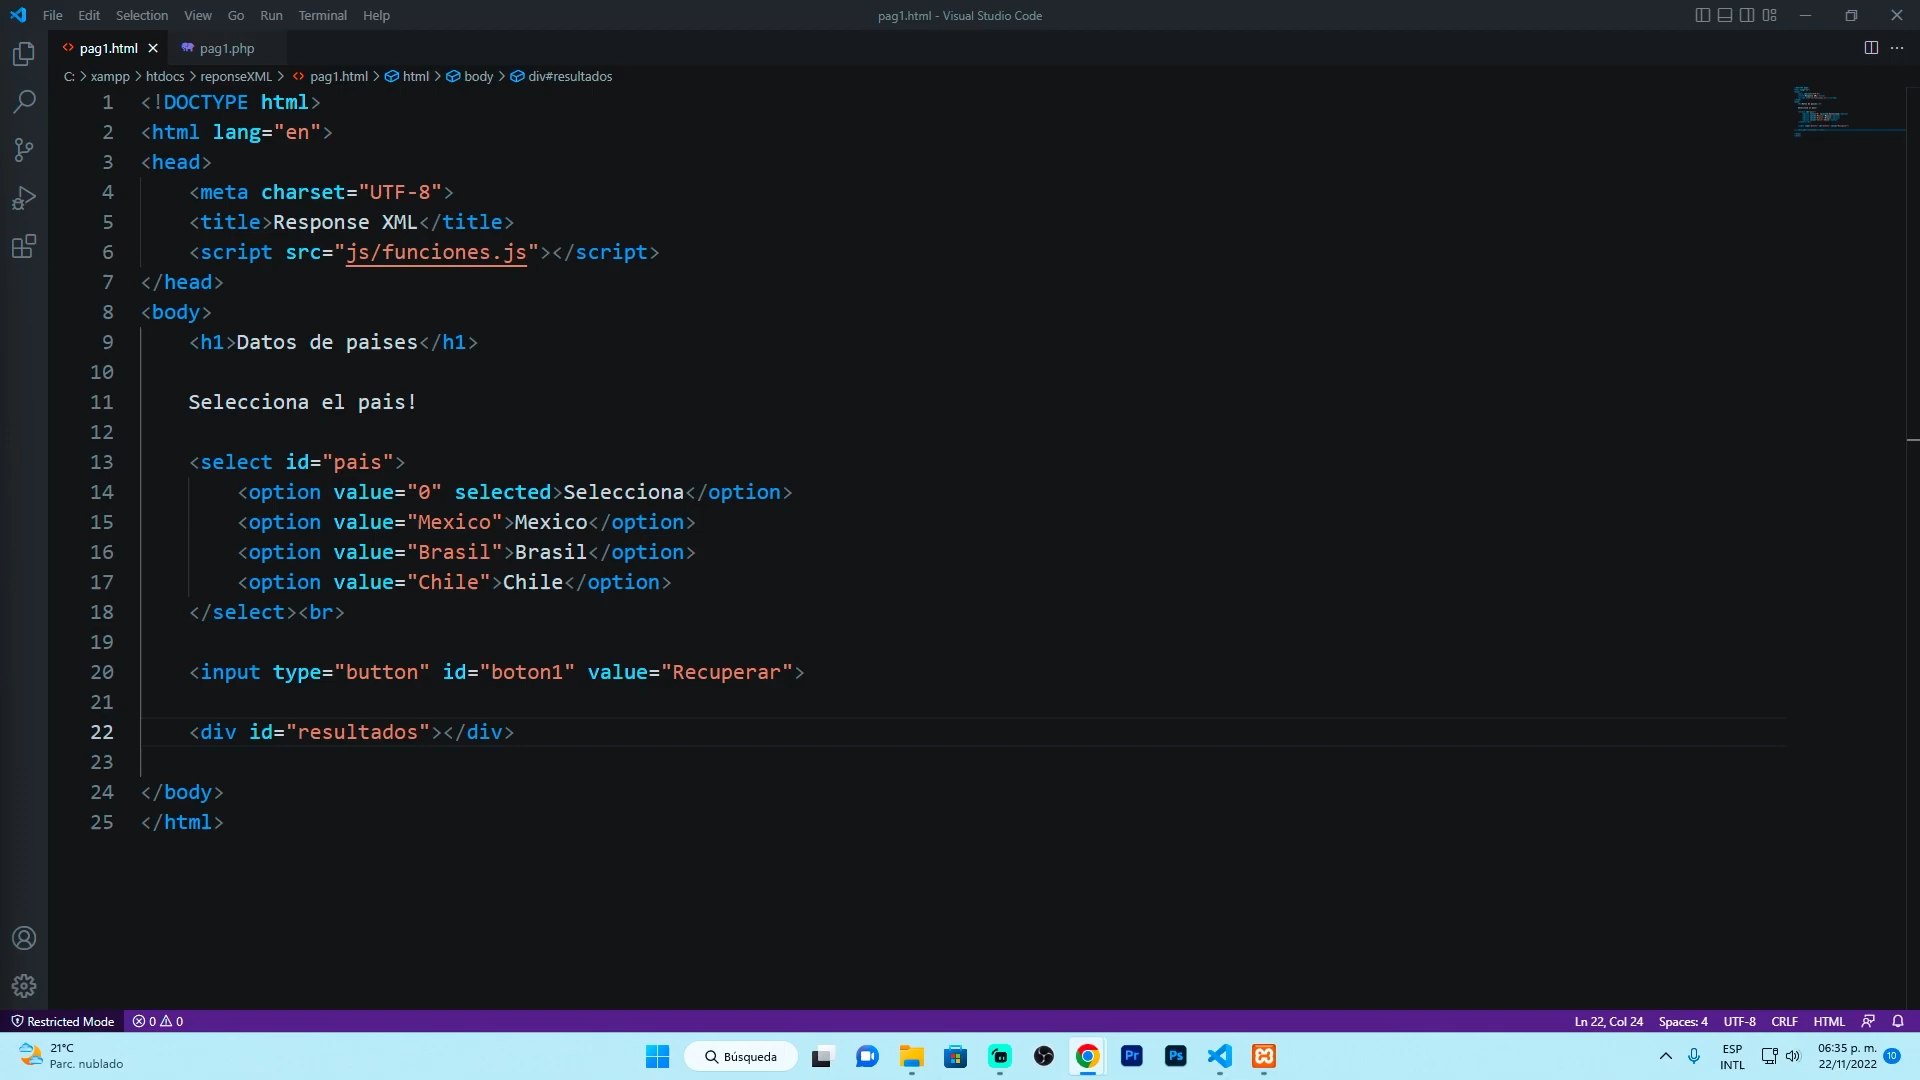 File Edit Selection View Go Run Terminal Help
pag1.html - Visual Studio Code
pag1.html pag1.php
C: > xampp > htdocs > reponseXML > pag1.html > html > body > div#resultados
1 <!DOCTYPE html>
2 <html lang="en">
3 <head>
4 <meta charset="UTF-8">
5 <title>Response XML</title>
6 <script src="js/funciones.js"></script>
7 </head>
8 <body>
9 <h1>Datos de paises</h1>
10
11 Selecciona el pais!
12
13 <select id="pais">
14 <option value="0" selected>Selecciona</option>
15 <option value="Mexico">Mexico</option>
16 <option value="Brasil">Brasil</option>
17 <option value="Chile">Chile</option>
18 </select><br>
19
20 <input type="button" id="boton1" value="Recuperar">
21
22 <div id="resultados"></div>
23
24 </body>
25 </html>
Restricted Mode 0 0
Ln 22, Col 24 Spaces: 4 UTF-8 CRLF HTML
21°C
Parc. nublado
Búsqueda
Pr Ps
ESP
INTL
06:35 p. m.
22/11/2022
10